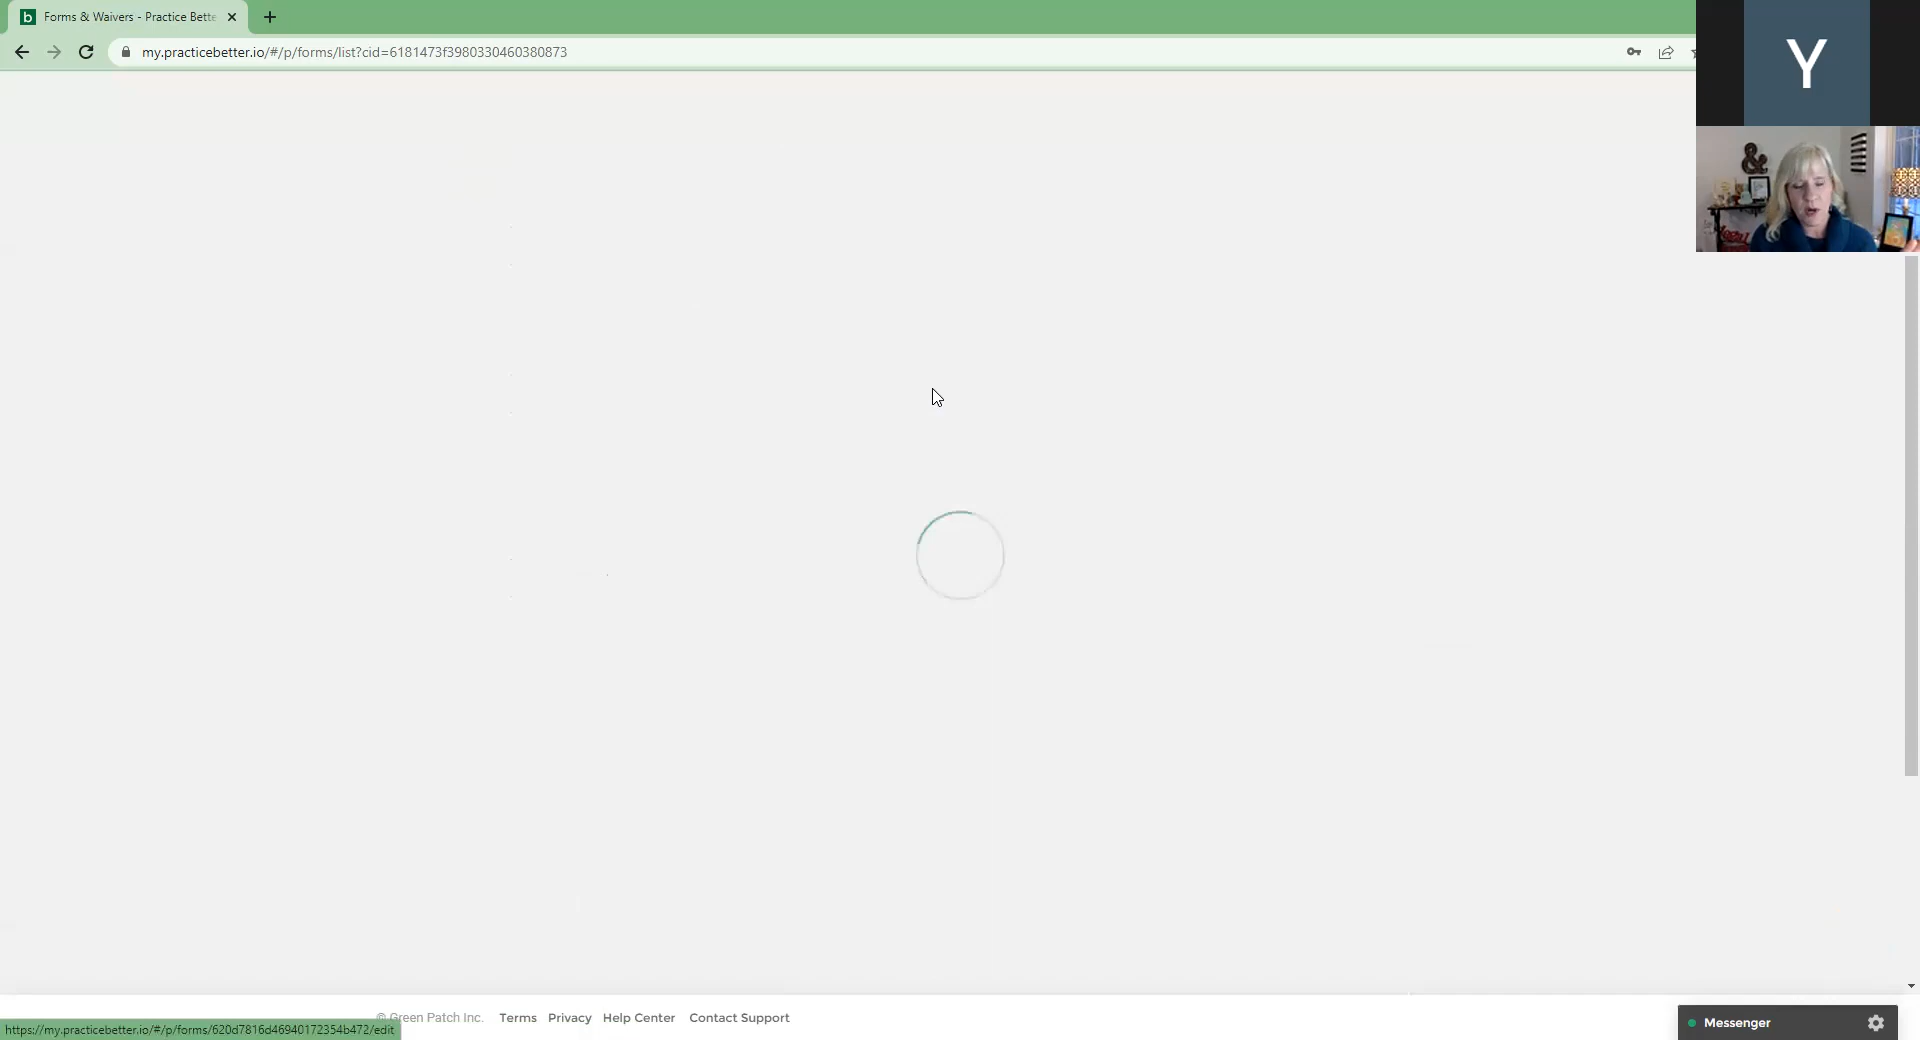 b Forms & Waivers - Practice Bette
my.practicebetter.io/#/p/forms/list?cid=6181473f3980330460380873
Y
&
© Green Patch Inc. Terms Privacy Help Center Contact Support
https://my.practicebetter.io/#/p/forms/620d7816d46940172354b472/edit
Messenger